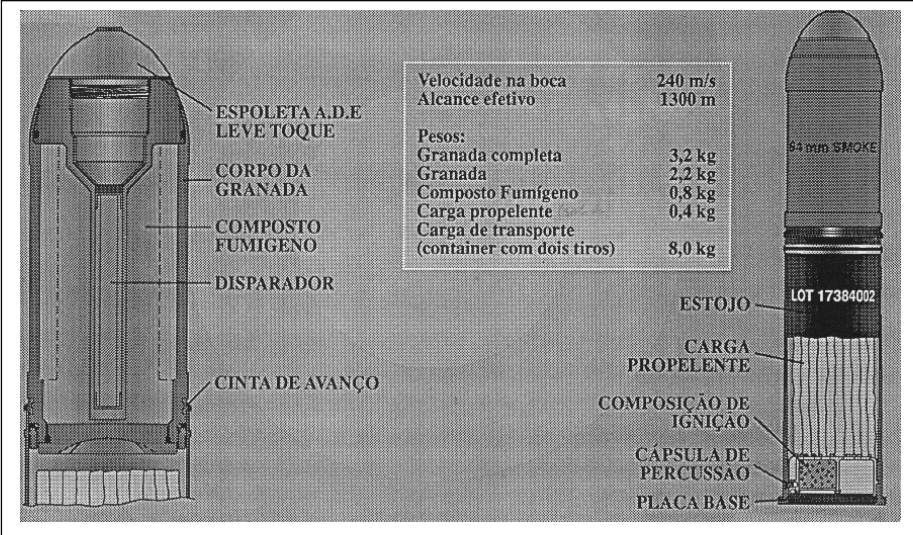 ESPOLETA A.D.E
LEVE TOQUE
CORPO DA
GRANADA
COMPOSTO
FUMIGENO
DISPARADOR
CINTA DE AVANÇO
Velocidade na boca 240 m/s
Alcance efetivo 1300 m
Pesos:
Granada completa 3,2 kg
Granada 2,2 kg
Composto Fumígeno 0,8 kg
Carga propelente 0,4 kg
Carga de transporte
(container com dois tiros) 8,0 kg
84 mm SMOKE
LOT 17384002
ESTOJO
CARGA
PROPELENTE
COMPOSIÇÃO DE
IGNIÇÃO
CÁPSULA DE
PERCUSSÃO
PLACA BASE